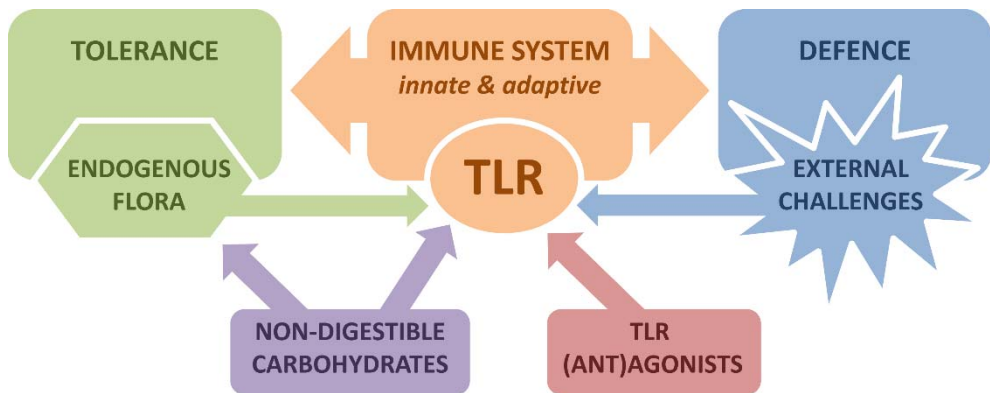 TOLERANCE
IMMUNE SYSTEM
innate & adaptive
DEFENCE
ENDOGENOUS
FLORA
TLR
EXTERNAL
CHALLENGES
NON-DIGESTIBLE
CARBOHYDRATES
TLR
(ANT)AGONISTS